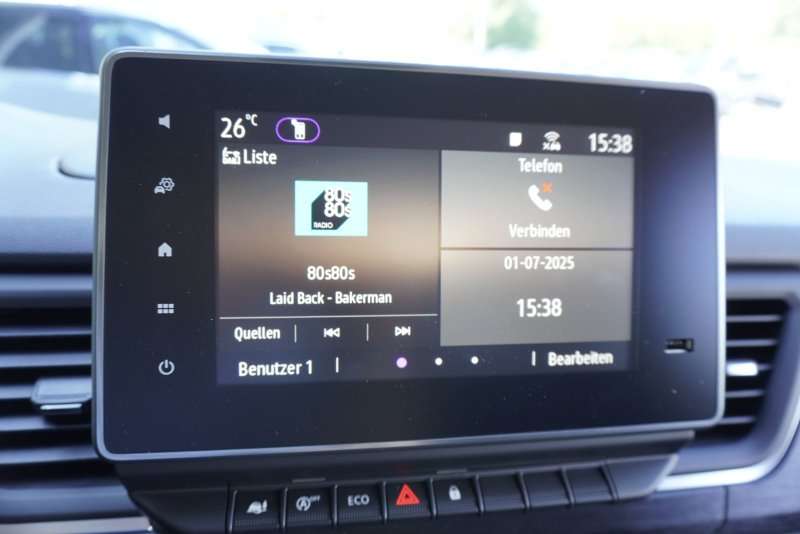 26°C
15:38
Liste
80s
80s
RADIO
80s80s
Laid Back - Bakerman
Telefon
Verbinden
01-07-2025
15:38
Quellen
Benutzer 1
Bearbeiten
OFF
ECO